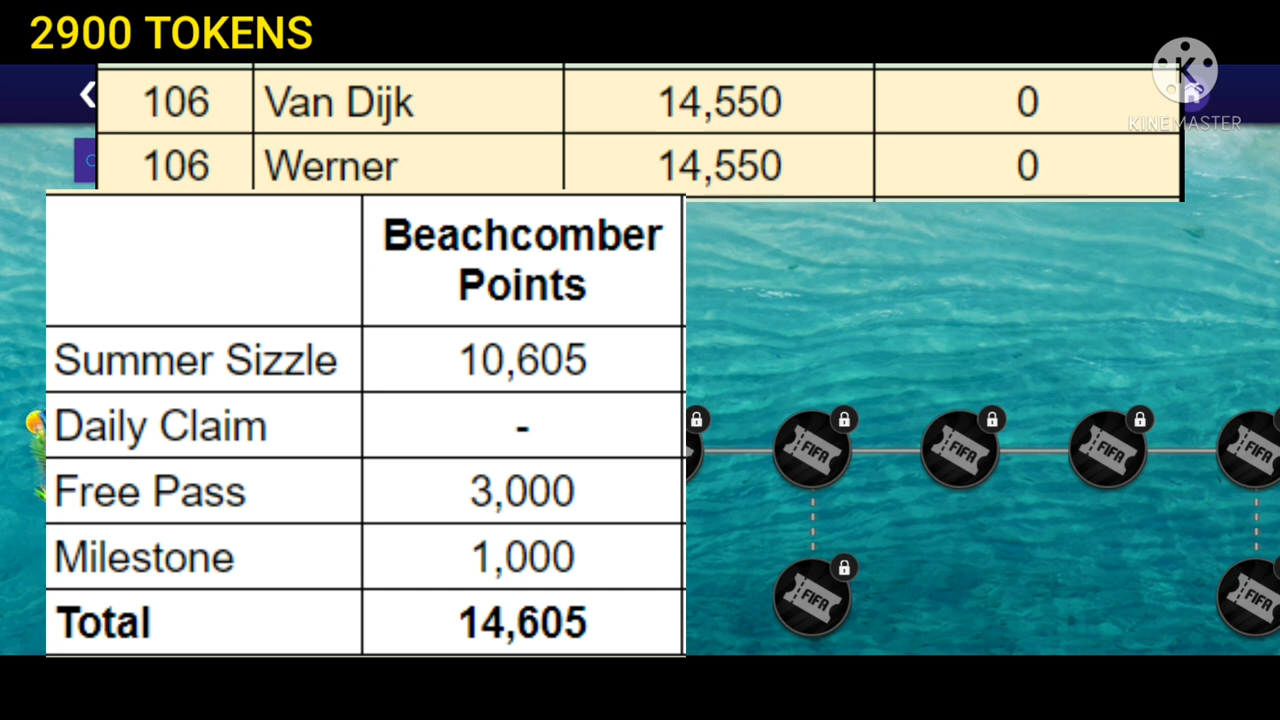 2900 TOKENS
106 Van Dijk 14,550 0
106 Werner 14,550 0
KINEMASTER
Beachcomber
Points
Summer Sizzle 10,605
Daily Claim -
Free Pass 3,000
Milestone 1,000
Total 14,605
FIFA FIFA FIFA FIFA
FIFA FIFA